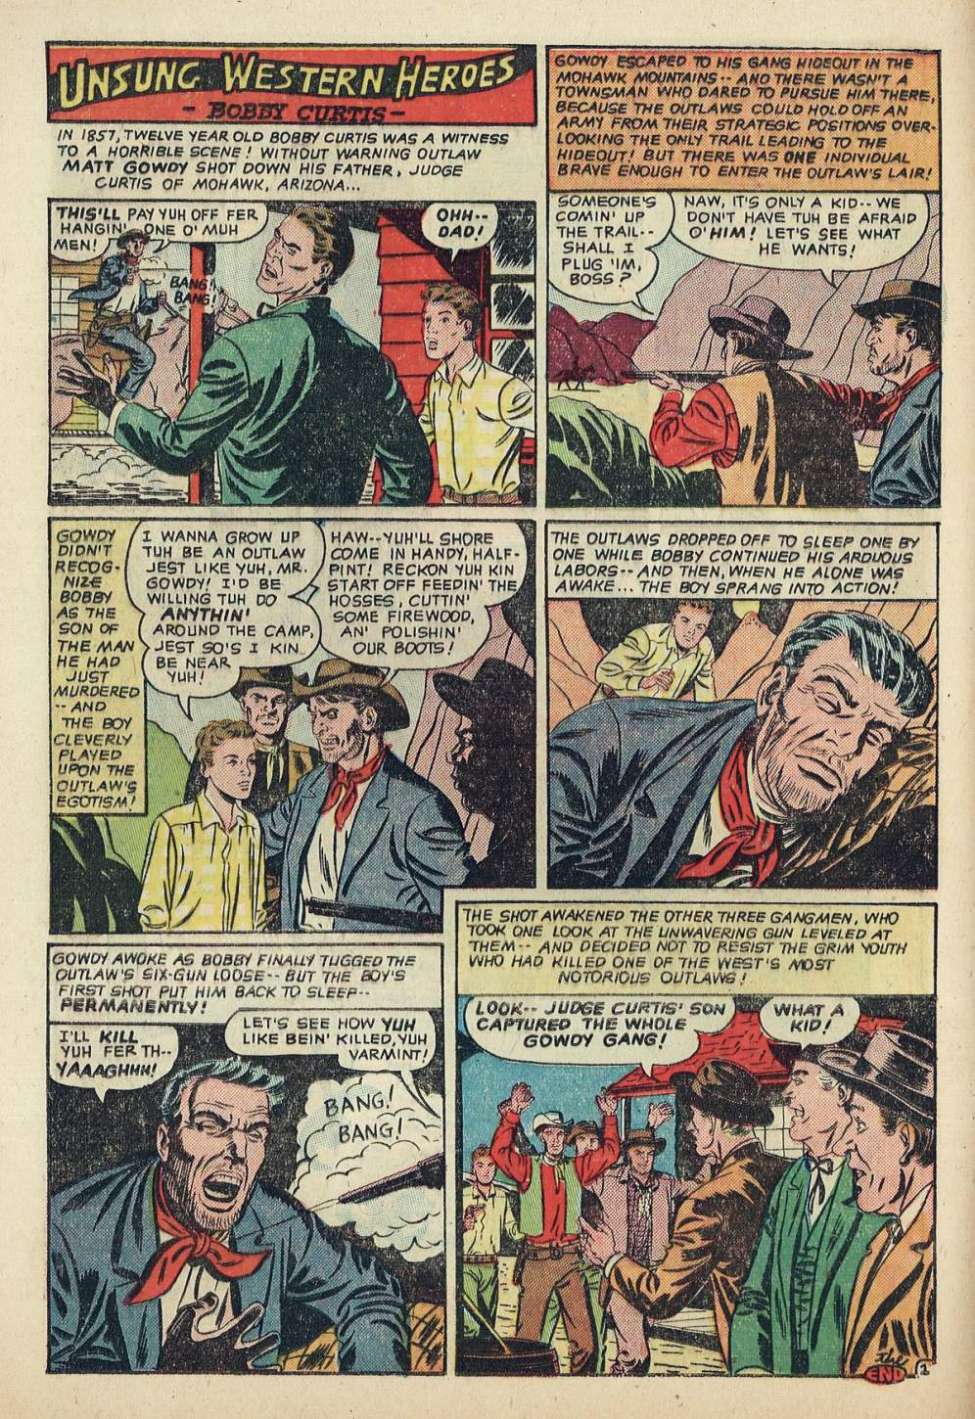 UNSUNG WESTERN HEROES
- BOBBY CURTIS -
IN 1857, TWELVE YEAR OLD BOBBY CURTIS WAS A WITNESS
TO A HORRIBLE SCENE! WITHOUT WARNING OUTLAW
MATT GOWDY SHOT DOWN HIS FATHER, JUDGE
CURTIS OF MOHAWK, ARIZONA...
THIS'LL PAY YUH OFF FER
HANGIN' ONE O' MUH
MEN!
BANG!
BANG!
OHH--
DAD!
GOWDY ESCAPED TO HIS GANG HIDEOUT IN THE
MOHAWK MOUNTAINS-- AND THERE WASN'T A
TOWNSMAN WHO DARED TO PURSUE HIM THERE,
BECAUSE THE OUTLAWS COULD HOLD OFF AN
ARMY FROM THEIR STRATEGIC POSITIONS OVER-
LOOKING THE ONLY TRAIL LEADING TO THE
HIDEOUT! BUT THERE WAS ONE INDIVIDUAL
BRAVE ENOUGH TO ENTER THE OUTLAW'S LAIR!
SOMEONE'S
COMIN' UP
THE TRAIL--
SHALL I
PLUG 'IM,
BOSS?
NAW, IT'S ONLY A KID-- WE
DON'T HAVE TUH BE AFRAID
O' HIM! LET'S SEE WHAT
HE WANTS!
GOWDY
DIDN'T
RECOG-
NIZE
BOBBY
AS THE
SON OF
THE MAN
HE HAD
JUST
MURDERED
-- AND
THE BOY
CLEVERLY
PLAYED
UPON THE
OUTLAW'S
EGOTISM!
I WANNA GROW UP
TUH BE AN OUTLAW
JEST LIKE YUH, MR.
GOWDY! I'D BE
WILLING TUH DO
ANYTHIN'
AROUND THE CAMP,
JEST SO'S I KIN
BE NEAR
YUH!
HAW--YUH'LL SHORE
COME IN HANDY, HALF-
PINT! RECKON YUH KIN
START OFF FEEDIN' THE
HOSSES, CUTTIN'
SOME FIREWOOD,
AN' POLISHIN'
OUR BOOTS!
THE OUTLAWS DROPPED OFF TO SLEEP ONE BY
ONE WHILE BOBBY CONTINUED HIS ARDUOUS
LABORS-- AND THEN, WHEN HE ALONE WAS
AWAKE... THE BOY SPRANG INTO ACTION!
GOWDY AWOKE AS BOBBY FINALLY TUGGED THE
OUTLAW'S SIX-GUN LOOSE-- BUT THE BOY'S
FIRST SHOT PUT HIM BACK TO SLEEP--
PERMANENTLY!
I'LL KILL
YUH FER TH--
YAAAGHHH!
LET'S SEE HOW YUH
LIKE BEIN' KILLED, YUH
VARMINT!
BANG!
BANG!
THE SHOT AWAKENED THE OTHER THREE GANGMEN, WHO
TOOK ONE LOOK AT THE UNWAVERING GUN LEVELED AT
THEM-- AND DECIDED NOT TO RESIST THE GRIM YOUTH
WHO HAD KILLED ONE OF THE WEST'S MOST
NOTORIOUS OUTLAWS!
LOOK-- JUDGE CURTIS' SON
CAPTURED THE WHOLE
GOWDY GANG!
WHAT A
KID!
The
END
1